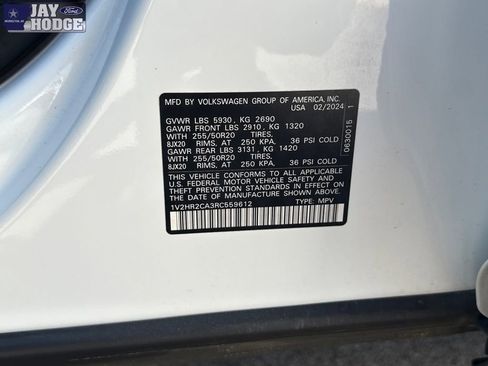 JAY
Ford
HODGE
MFD BY VOLKSWAGEN GROUP OF AMERICA, INC.
USA 02/2024
GVWR LBS 5930, KG 2690
GAWR FRONT LBS 2910, KG 1320
WITH 255/50R20 TIRES,
8JX20 RIMS, AT 250 KPA, 36 PSI COLD
GAWR REAR LBS 3131, KG 1420
WITH 255/50R20 TIRES,
8JX20 RIMS, AT 250 KPA, 36 PSI COLD
THIS VEHICLE CONFORMS TO ALL APPLICABLE
U.S. FEDERAL MOTOR VEHICLE SAFETY AND
THEFT PREVENTION STANDARDS IN EFFECT ON
THE DATE OF MANUFACTURE SHOWN ABOVE.
1V2HR2CA3RC559612
TYPE: MPV
0630015 1